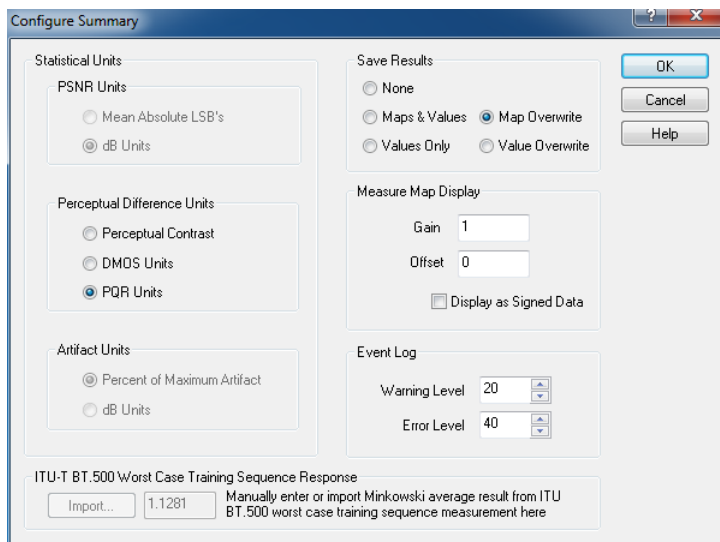 Configure Summary
?
X
Statistical Units
PSNR Units
Mean Absolute LSB's
dB Units
Perceptual Difference Units
Perceptual Contrast
DMOS Units
PQR Units
Artifact Units
Percent of Maximum Artifact
dB Units
Save Results
None
Maps & Values Map Overwrite
Values Only Value Overwrite
Measure Map Display
Gain 1
Offset 0
Display as Signed Data
Event Log
Warning Level 20
Error Level 40
OK
Cancel
Help
ITU-T BT.500 Worst Case Training Sequence Response
Import... 1.1281
Manually enter or import Minkowski average result from ITU
BT.500 worst case training sequence measurement here